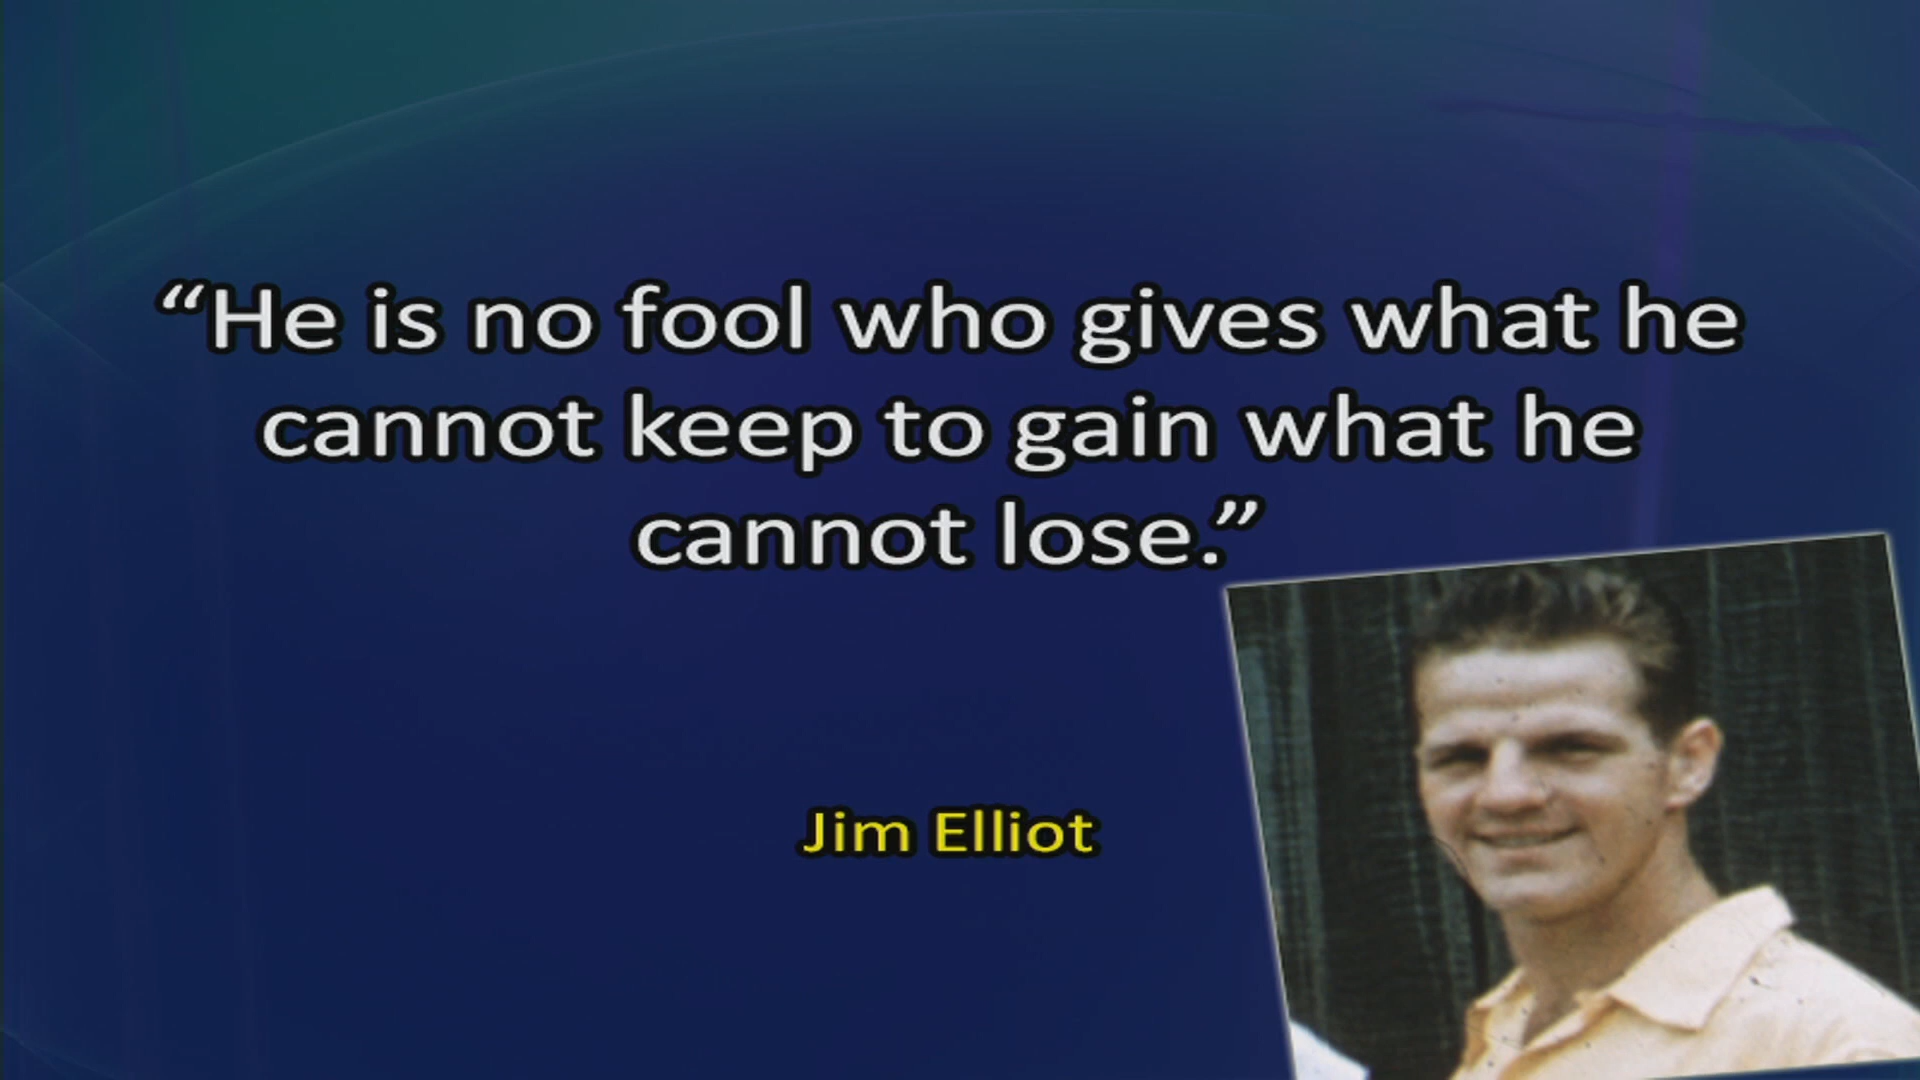 “He is no fool who gives what he
cannot keep to gain what he
cannot lose.”
Jim Elliot